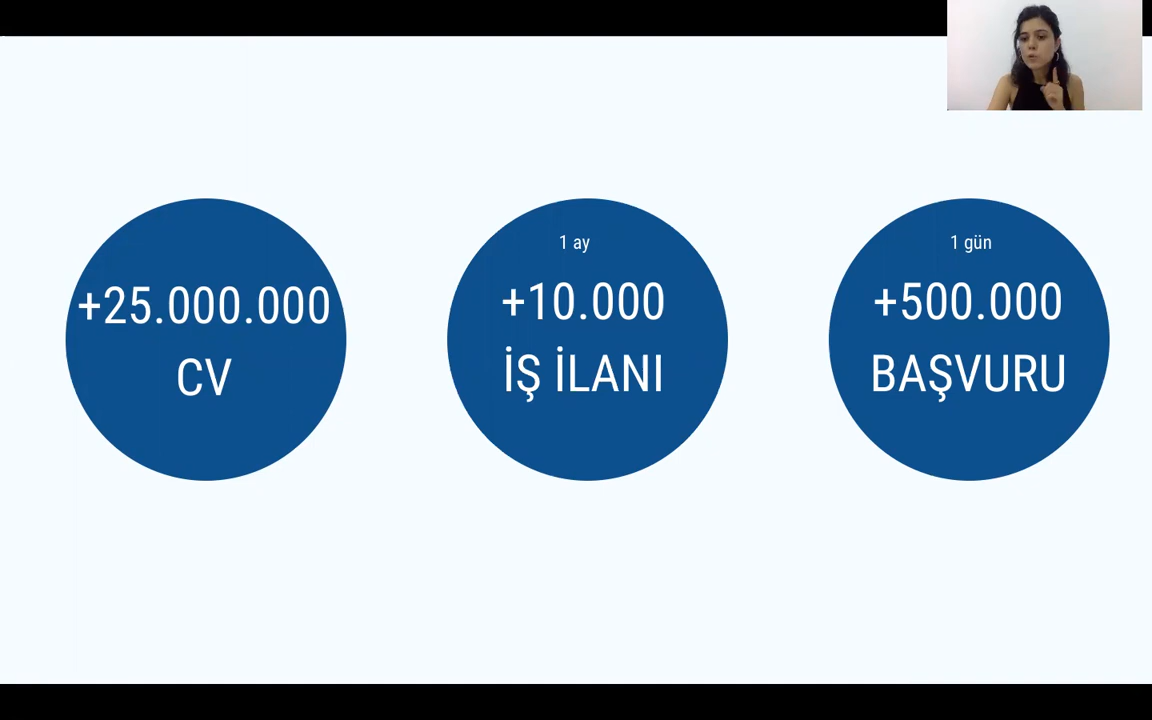 +25.000.000
CV
1 ay
+10.000
İŞ İLANI
1 gün
+500.000
BAŞVURU